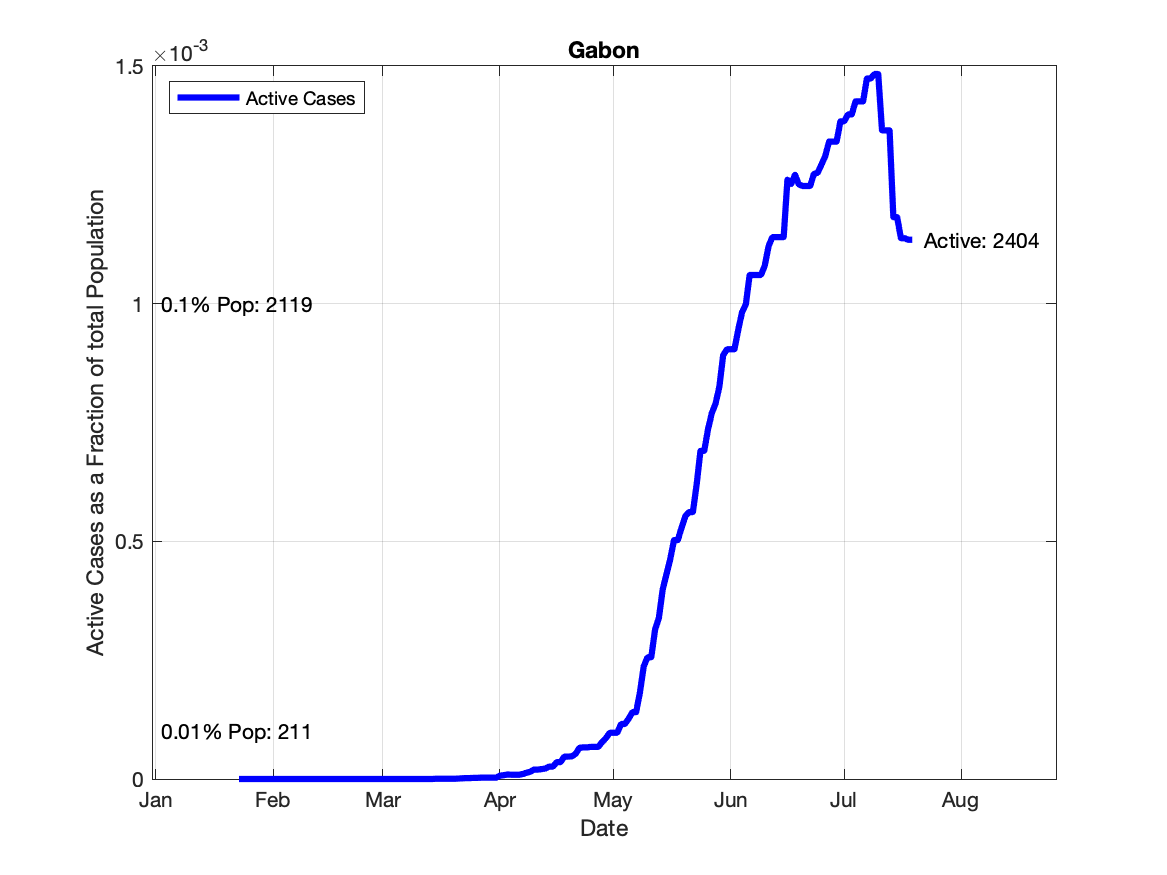 Gabon
×10-3
1.5
Active Cases
Active: 2404
1
0.1% Pop: 2119
Active Cases as a Fraction of total Population
0.5
0.01% Pop: 211
0
Jan Feb Mar Apr May Jun Jul Aug
Date